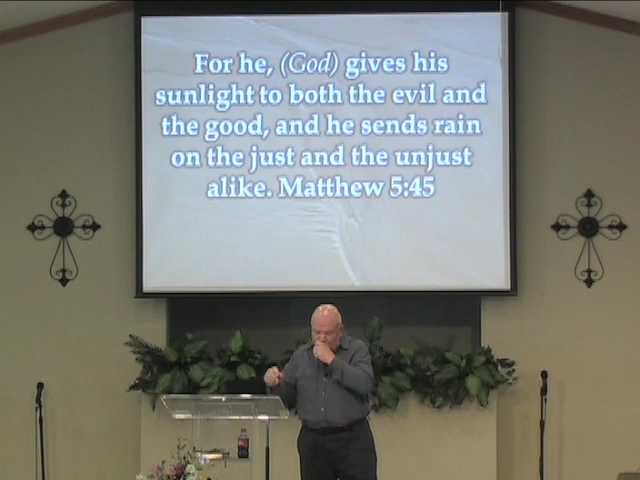 For he, (God) gives his
sunlight to both the evil and
the good, and he sends rain
on the just and the unjust
alike. Matthew 5:45